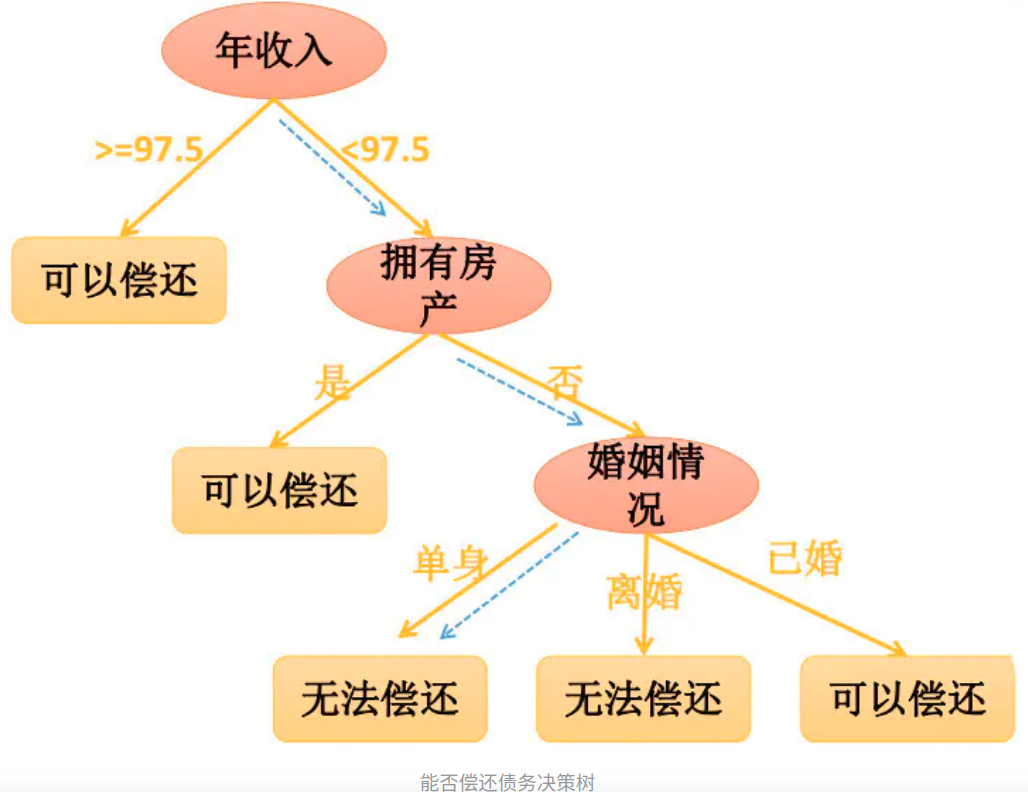 年收入
>=97.5
<97.5
可以偿还
拥有房
产
是
否
可以偿还
婚姻情
况
单身
离婚
已婚
无法偿还
无法偿还
可以偿还
能否偿还债务决策树